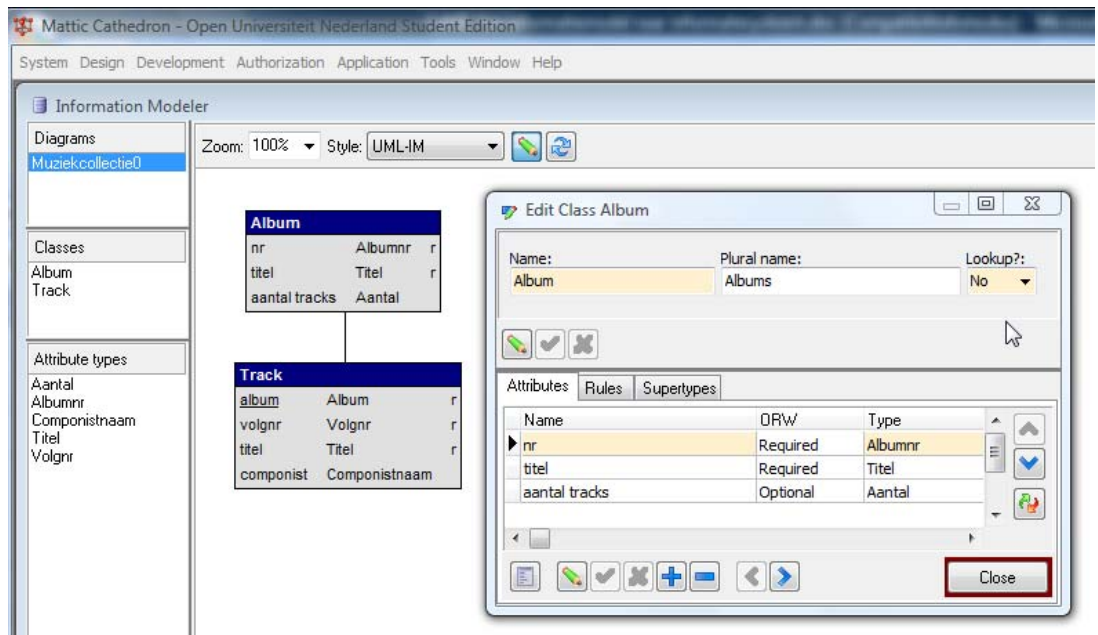 Mattic Cathedron - Open Universiteit Nederland Student Edition
System Design Development Authorization Application Tools Window Help
Information Modeler
Diagrams
Muziekcollectie0
Classes
Album
Track
Attribute types
Aantal
Albumnr
Componistnaam
Titel
Volgnr
Zoom: 100% Style: UML-IM
Album
nr Albumnr r
titel Titel r
aantal tracks Aantal
Track
album Album r
volgnr Volgnr r
titel Titel r
componist Componistnaam
Edit Class Album
Name: Plural name: Lookup?:
Album Albums No
Attributes Rules Supertypes
Name ORW Type
nr Required Albumnr
titel Required Titel
aantal tracks Optional Aantal
Close